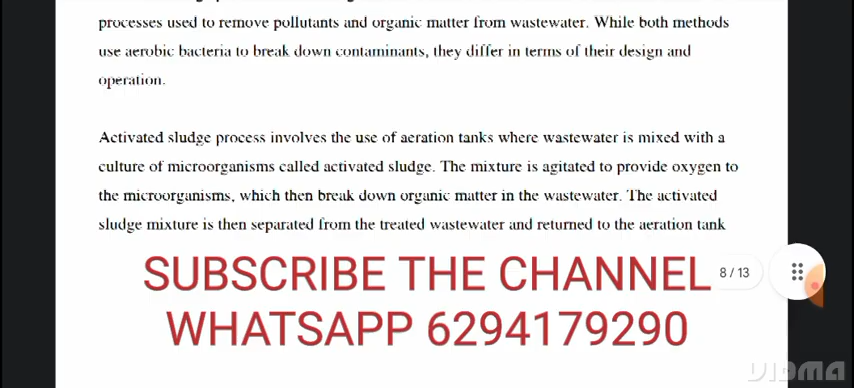 processes used to remove pollutants and organic matter from wastewater. While both methods
use aerobic bacteria to break down contaminants, they differ in terms of their design and
operation.
Activated sludge process involves the use of aeration tanks where wastewater is mixed with a
culture of microorganisms called activated sludge. The mixture is agitated to provide oxygen to
the microorganisms, which then break down organic matter in the wastewater. The activated
sludge mixture is then separated from the treated wastewater and returned to the aeration tank
SUBSCRIBE THE CHANNEL
8 / 13
WHATSAPP 6294179290
VIDMA